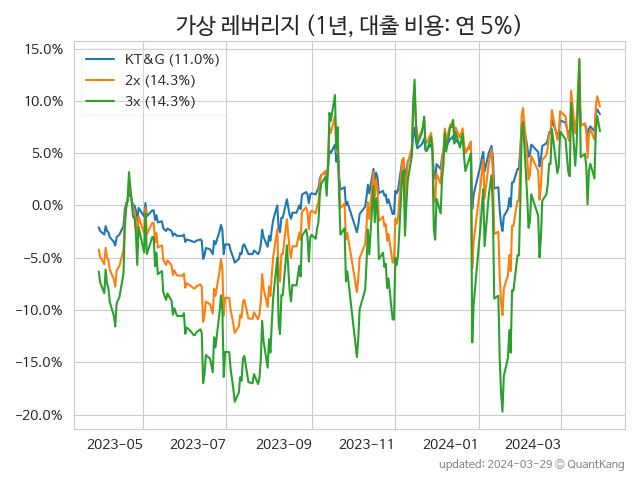 가상 레버리지 (1년, 대출 비용: 연 5%)
15.0%
10.0%
5.0%
0.0%
−5.0%
−10.0%
−15.0%
−20.0%
KT&G (11.0%)
2x (14.3%)
3x (14.3%)
2023-05 2023-07 2023-09 2023-11 2024-01 2024-03
updated: 2024-03-29 © QuantKang